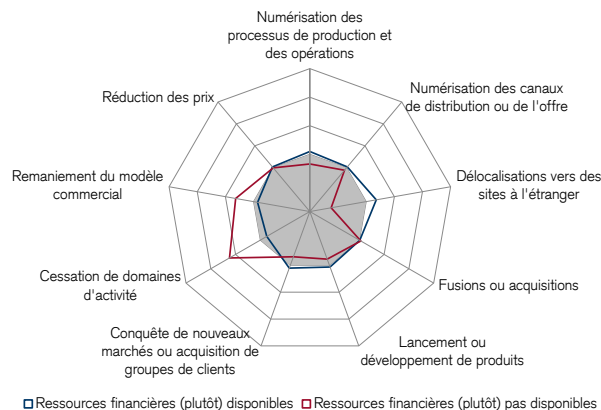 Numérisation des
processus de production et
des opérations
Numérisation des canaux
de distribution ou de l'offre
Délocalisations vers des
sites à l'étranger
Fusions ou acquisitions
Lancement ou
développement de produits
Conquête de nouveaux
marchés ou acquisition de
groupes de clients
Cessation de domaines
d'activité
Remaniement du modèle
commercial
Réduction des prix
Ressources financières (plutôt) disponibles
Ressources financières (plutôt) pas disponibles